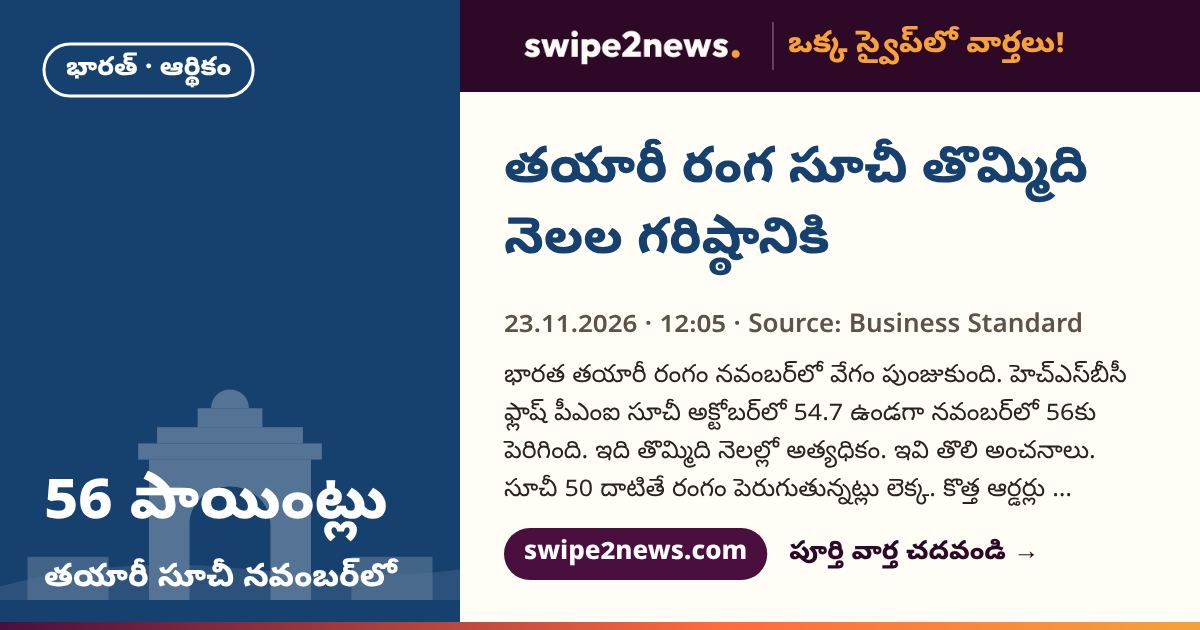 భారత్ · ఆర్థికం
56 పాయింట్లు
తయారీ సూచీ నవంబర్‌లో
swipe2news.
ఒక్క స్వైప్‌లో వార్తలు!
తయారీ రంగ సూచీ తొమ్మిది
నెలల గరిష్ఠానికి
23.11.2026 · 12:05 · Source: Business Standard
భారత తయారీ రంగం నవంబర్‌లో వేగం పుంజుకుంది. హెచ్‌ఎస్‌బీసీ
ఫ్లాష్ పీఎంఐ సూచీ అక్టోబర్‌లో 54.7 ఉండగా నవంబర్‌లో 56కు
పెరిగింది. ఇది తొమ్మిది నెలల్లో అత్యధికం. ఇవి తొలి అంచనాలు.
సూచీ 50 దాటితే రంగం పెరుగుతున్నట్లు లెక్క. కొత్త ఆర్డర్లు ...
swipe2news.com
పూర్తి వార్త చదవండి →